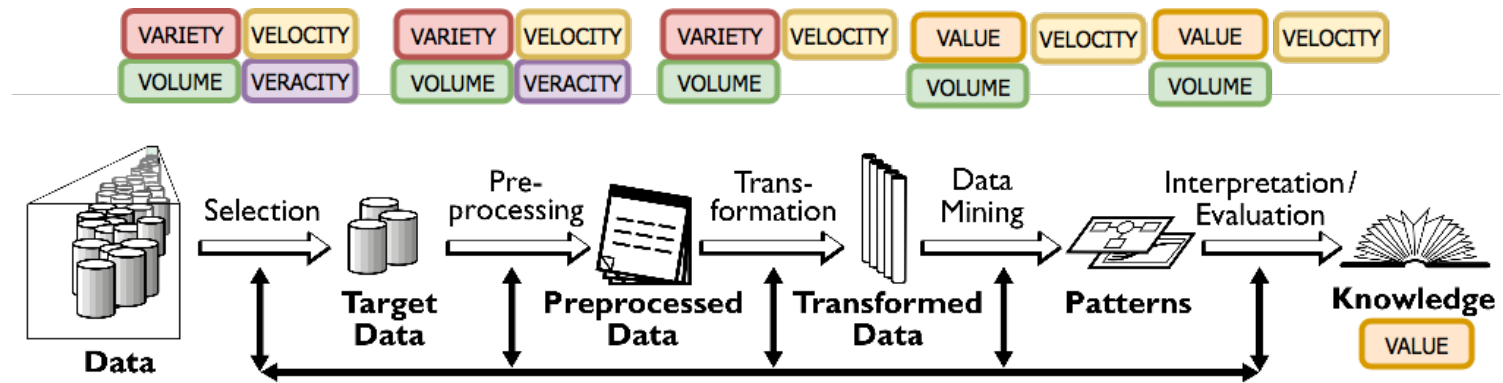 VARIETY VELOCITY VARIETY VELOCITY VARIETY VELOCITY VALUE VELOCITY VALUE VELOCITY
VOLUME VERACITY VOLUME VERACITY VOLUME VOLUME VOLUME
Selection
Pre-
processing
Trans-
formation
Data
Mining
Interpretation/
Evaluation
Data
Target
Data
Preprocessed
Data
Transformed
Data
Patterns
Knowledge
VALUE